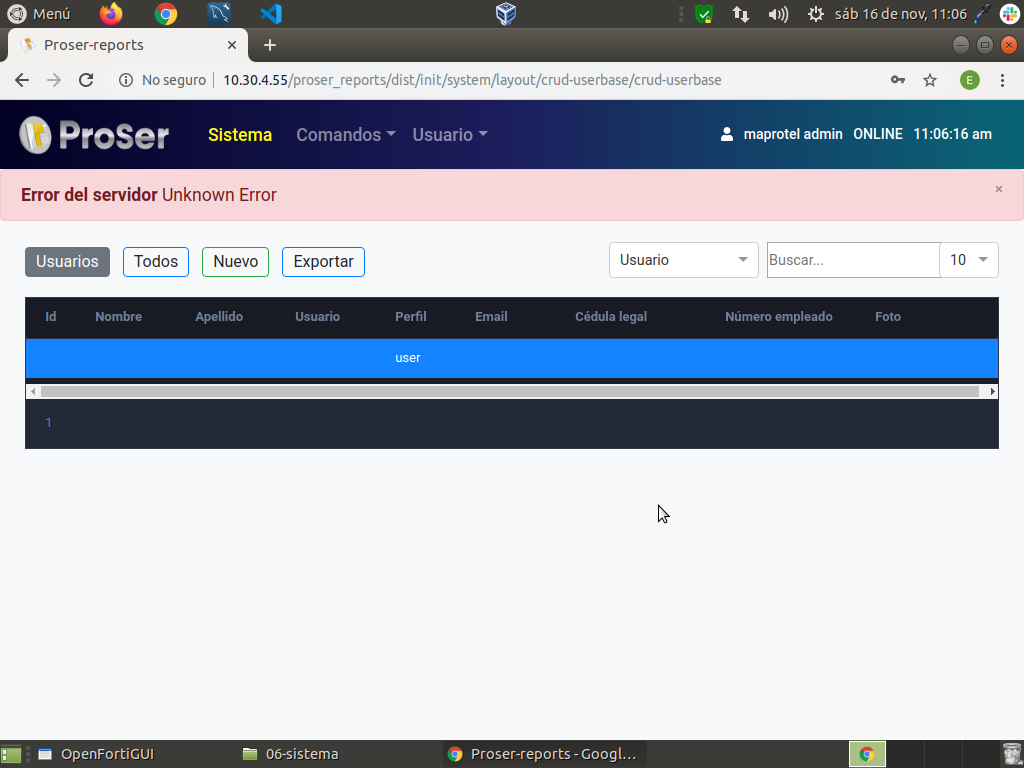 Menú
sáb 16 de nov, 11:06
Proser-reports
No seguro
10.30.4.55/proser_reports/dist/init/system/layout/crud-userbase/crud-userbase
E
ProSer
Sistema Comandos Usuario
maprotel admin ONLINE 11:06:16 am
Error del servidor Unknown Error
Usuarios Todos Nuevo Exportar
Usuario Buscar... 10
Id Nombre Apellido Usuario Perfil Email Cédula legal Número empleado Foto
user
1
OpenFortiGUI 06-sistema Proser-reports - Googl...